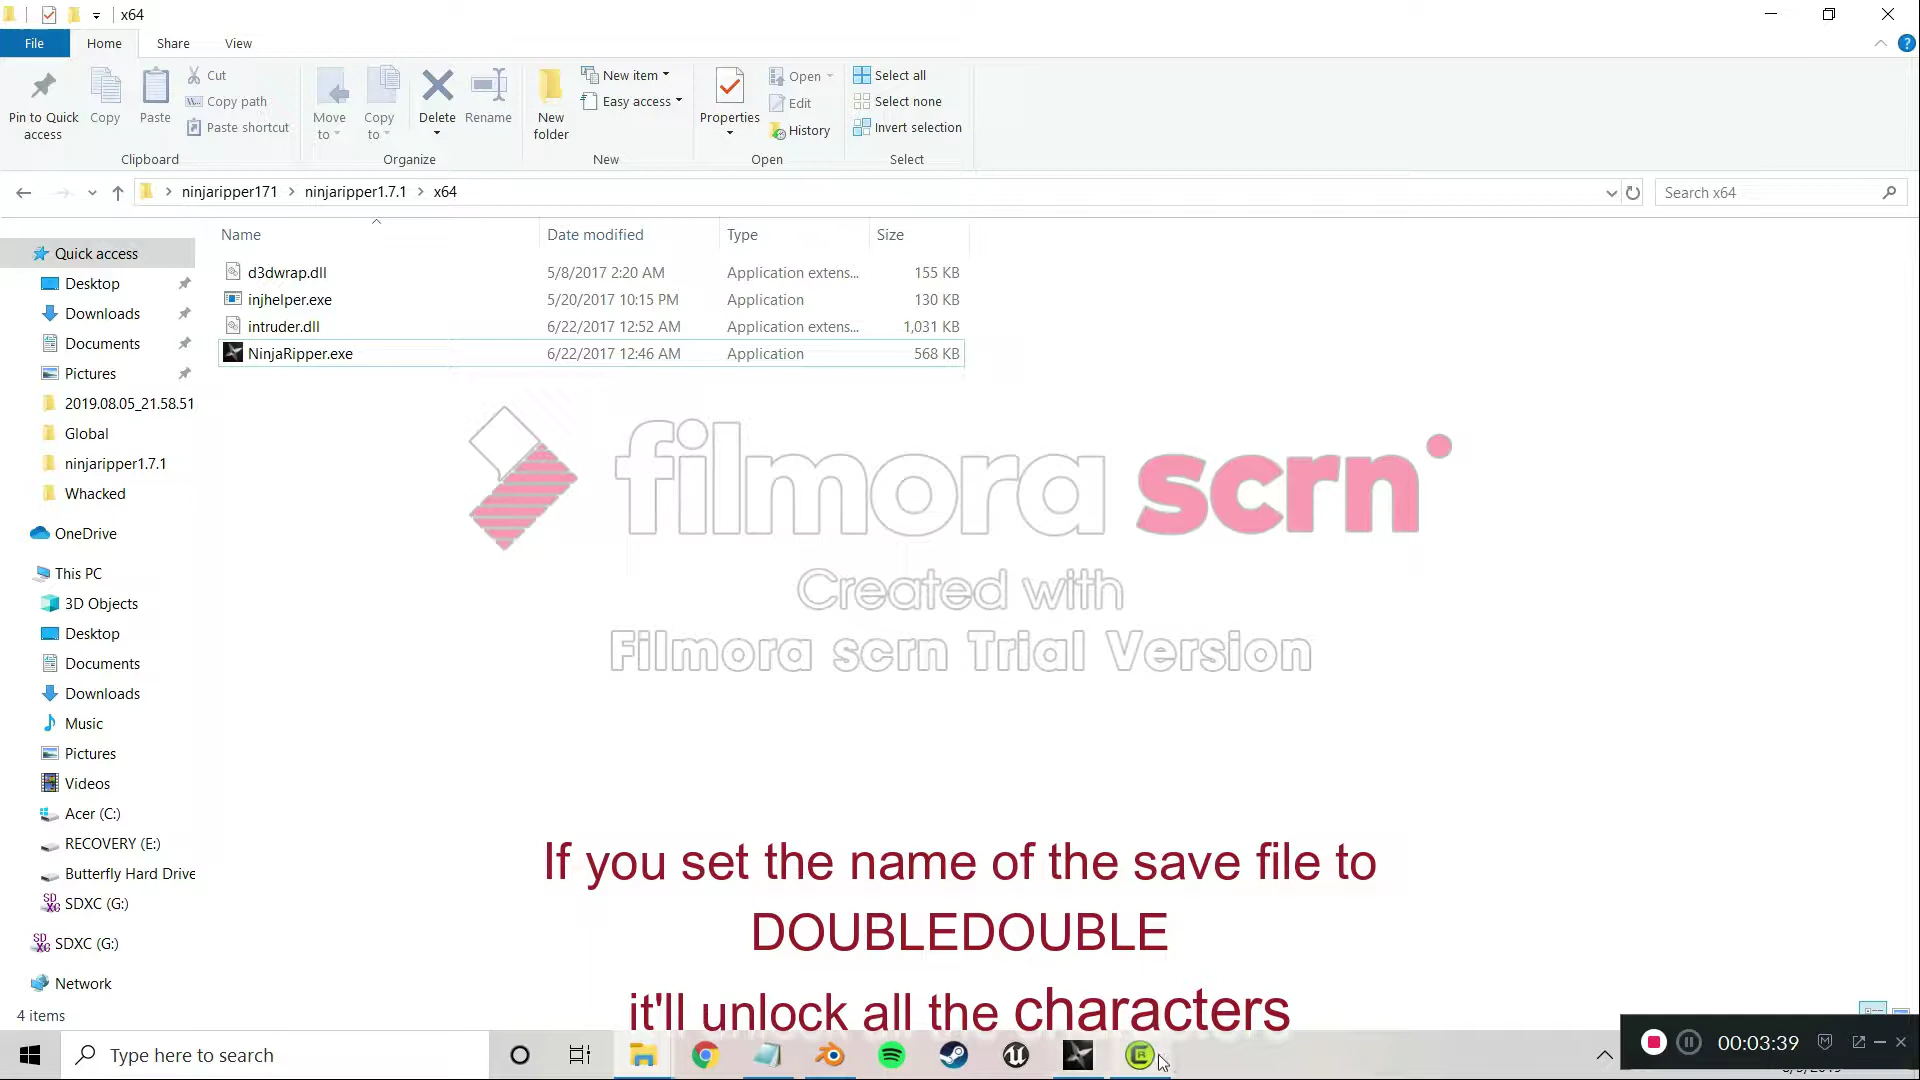 x64
File
Home
Share
View
Pin to Quick access
Copy
Paste
Cut
Copy path
Paste shortcut
Clipboard
Move to
Copy to
Delete
Rename
Organize
New folder
New item
Easy access
New
Properties
Open
Edit
History
Open
Select all
Select none
Invert selection
Select
ninjaripper171 > ninjaripper1.7.1 > x64
Search x64
Name Date modified Type Size
d3dwrap.dll 5/8/2017 2:20 AM Application extens... 155 KB
injhelper.exe 5/20/2017 10:15 PM Application 130 KB
intruder.dll 6/22/2017 12:52 AM Application extens... 1,031 KB
NinjaRipper.exe 6/22/2017 12:46 AM Application 568 KB
Quick access
Desktop
Downloads
Documents
Pictures
2019.08.05_21.58.51
Global
ninjaripper1.7.1
Whacked
OneDrive
This PC
3D Objects
Desktop
Documents
Downloads
Music
Pictures
Videos
Acer (C:)
RECOVERY (E:)
Butterfly Hard Drive
SDXC (G:)
SDXC (G:)
Network
4 items
filmora scrn
Created with
Filmora scrn Trial Version
If you set the name of the save file to
DOUBLEDOUBLE
it'll unlock all the characters
Type here to search
00:03:39